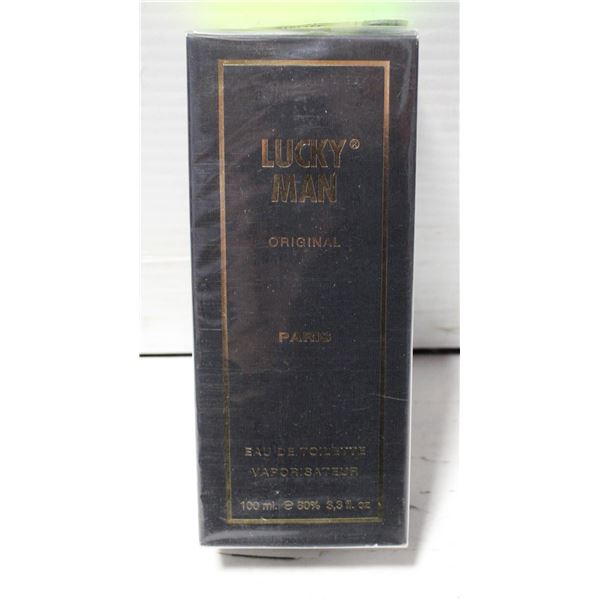 LUCKY®
MAN
ORIGINAL
PARIS
EAU DE TOILETTE
VAPORISATEUR
100 ml. e 80% 3,3 fl. oz